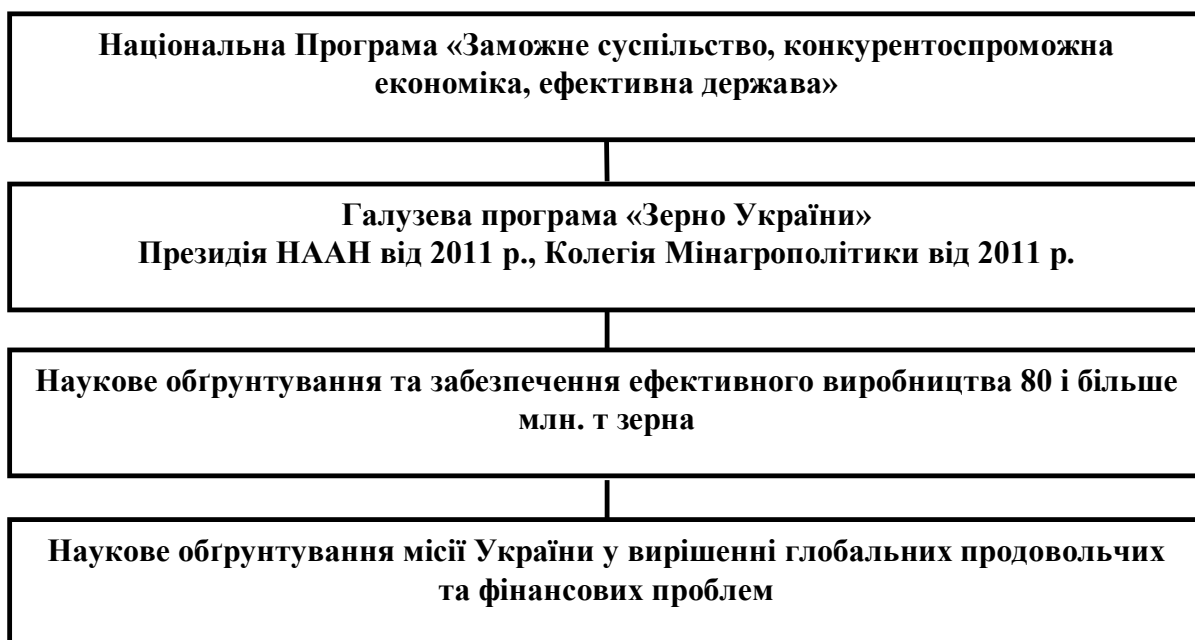 Національна Програма «Заможне суспільство, конкурентоспроможна
економіка, ефективна держава»
Галузева програма «Зерно України»
Президія НААН від 2011 р., Колегія Мінагрополітики від 2011 р.
Наукове обґрунтування та забезпечення ефективного виробництва 80 і більше
млн. т зерна
Наукове обґрунтування місії України у вирішенні глобальних продовольчих
та фінансових проблем